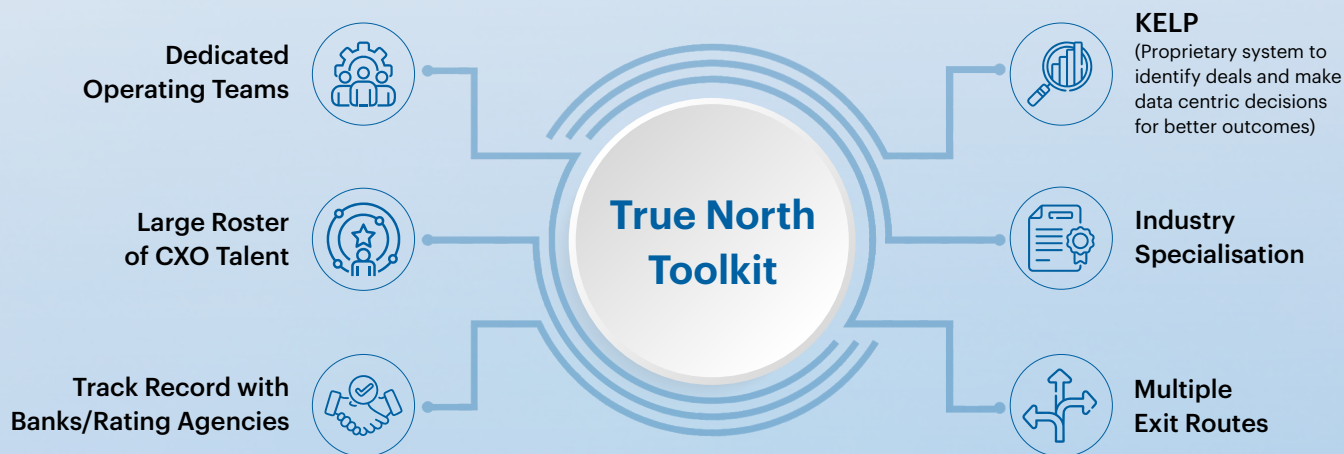 Dedicated
Operating Teams
Large Roster
of CXO Talent
Track Record with
Banks/Rating Agencies
True North
Toolkit
KELP
(Proprietary system to
identify deals and make
data centric decisions
for better outcomes)
Industry
Specialisation
Multiple
Exit Routes